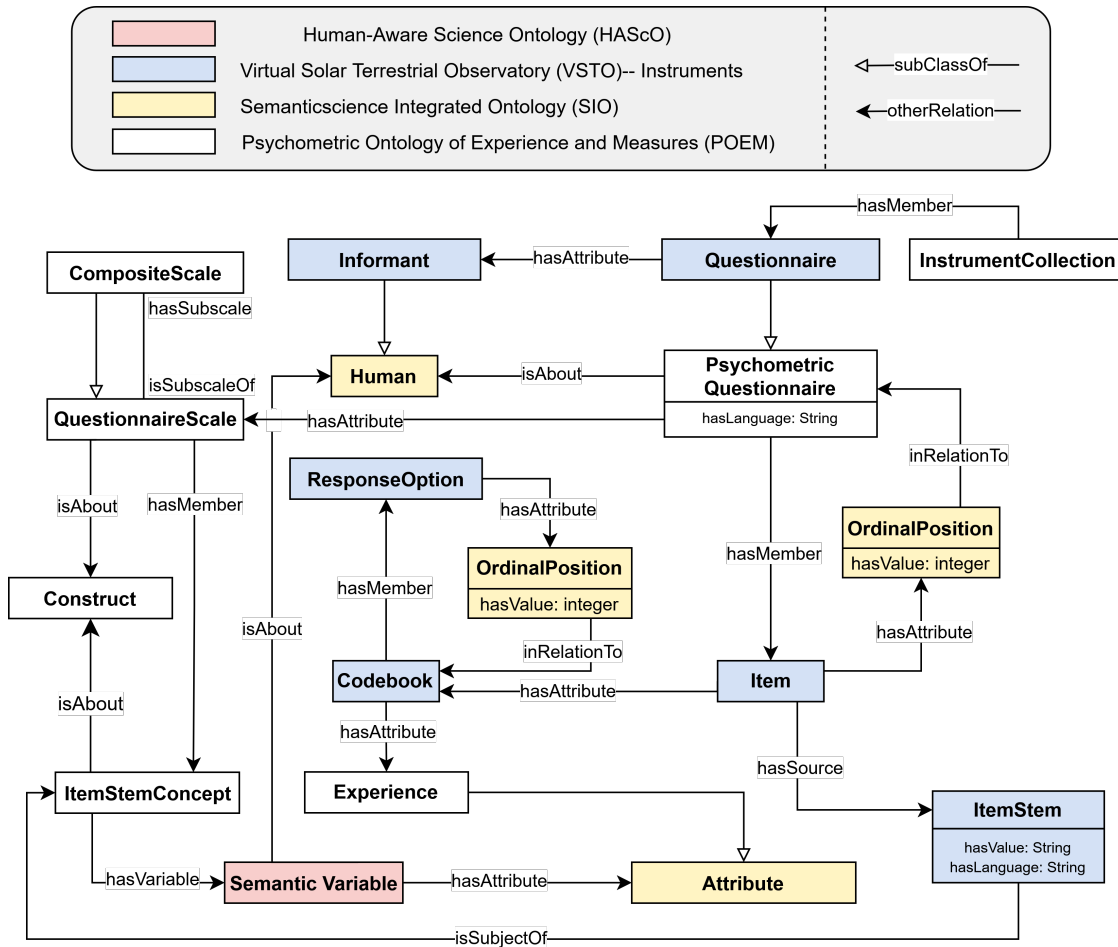 Human-Aware Science Ontology (HAScO)
Virtual Solar Terrestrial Observatory (VSTO)-- Instruments
Semanticscience Integrated Ontology (SIO)
Psychometric Ontology of Experience and Measures (POEM)
subClassOf
otherRelation
hasMember
Informant
hasAttribute
Questionnaire
InstrumentCollection
CompositeScale
hasSubscale
isSubscaleOf
QuestionnaireScale
Human
isAbout
Psychometric
Questionnaire
hasLanguage: String
hasAttribute
isAbout
hasMember
ResponseOption
hasAttribute
inRelationTo
OrdinalPosition
hasValue: integer
OrdinalPosition
hasValue: integer
hasMember
Construct
hasMember
isAbout
inRelationTo
hasAttribute
Codebook
hasAttribute
Item
isAbout
hasAttribute
hasSource
ItemStemConcept
Experience
ItemStem
hasValue: String
hasLanguage: String
hasVariable
Semantic Variable
hasAttribute
Attribute
isSubjectOf